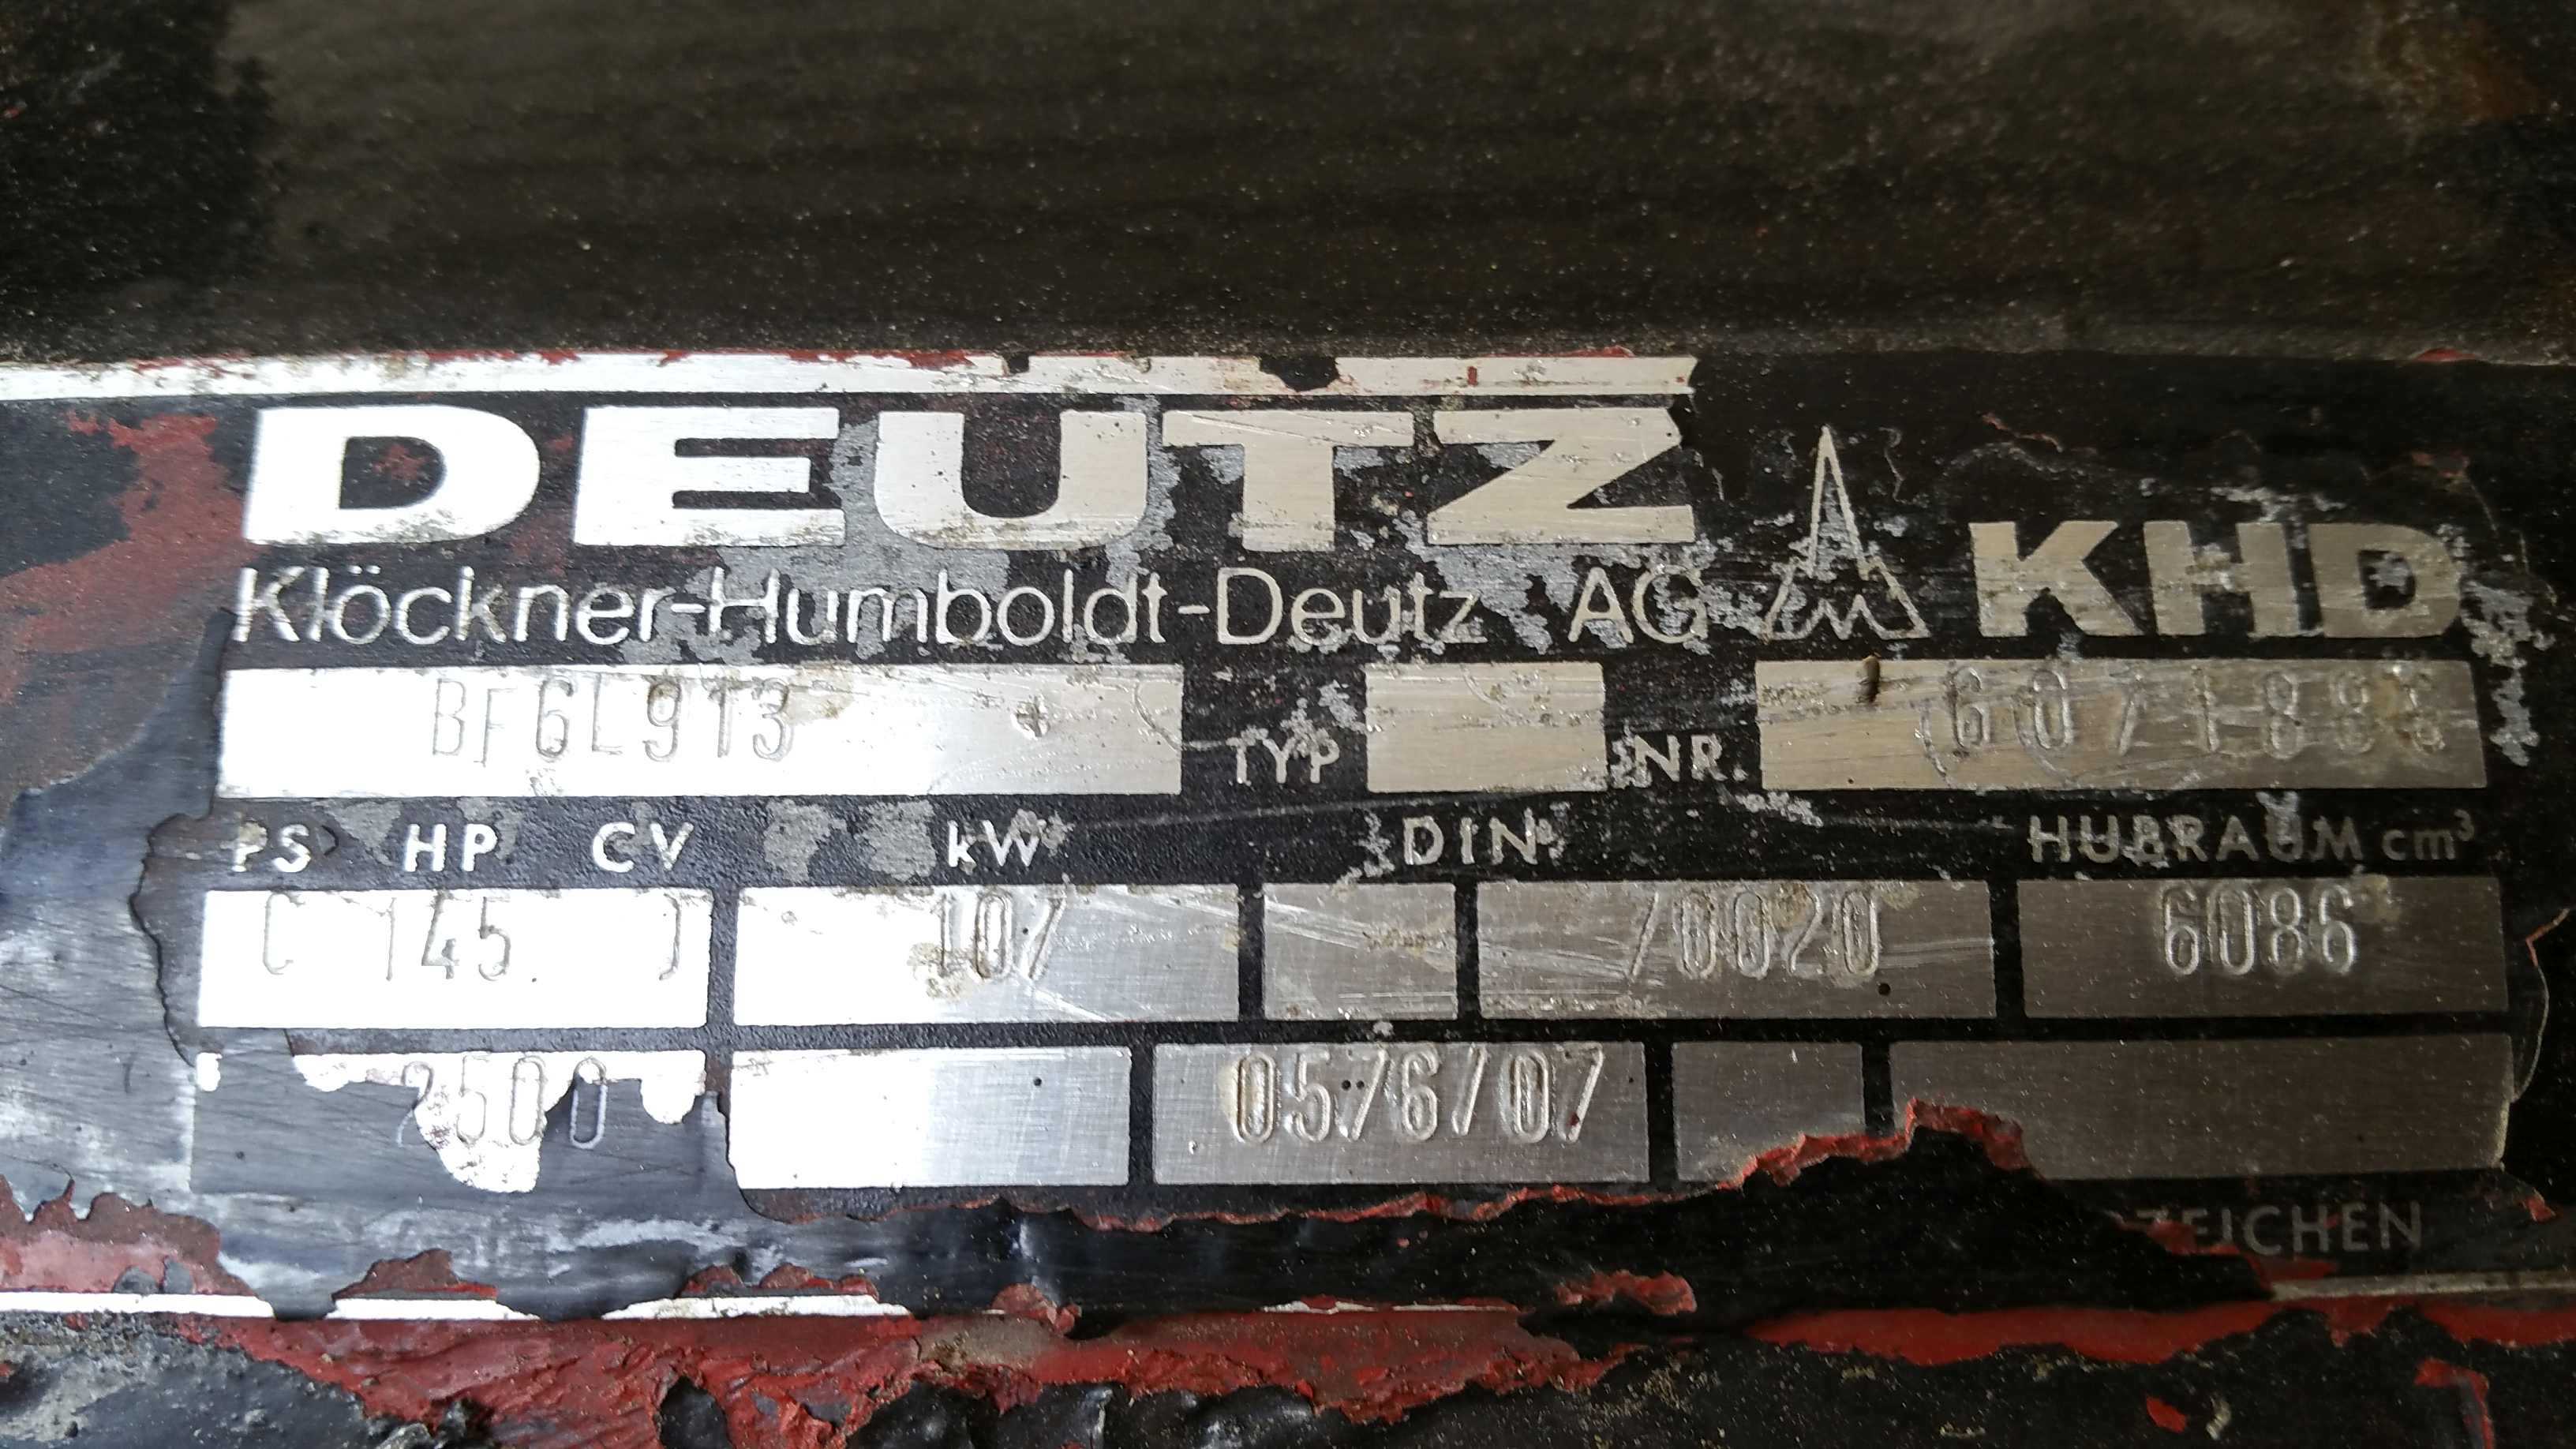 DEUTZ
Klöckner-Humboldt-Deutz AG KHD
BF6L913 TYP NR.
PS HP CV kW DIN HUBRAUM cm³
C 145 J 107 /0020 6086
2500 0576/07
ZEICHEN